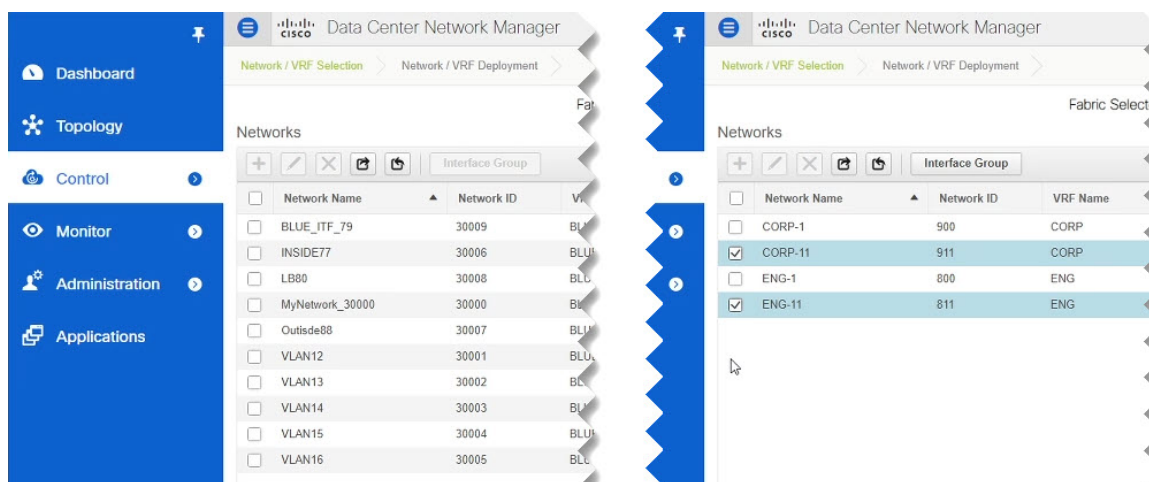 Dashboard
Topology
Control
Monitor
Administration
Applications
cisco Data Center Network Manager
Network / VRF Selection Network / VRF Deployment
Networks
Interface Group
Network Name Network ID
BLUE_ITF_79 30009
INSIDE77 30006
LB80 30008
MyNetwork_30000 30000
Outisde88 30007
VLAN12 30001
VLAN13 30002
VLAN14 30003
VLAN15 30004
VLAN16 30005
cisco Data Center Network Manager
Network / VRF Selection Network / VRF Deployment
Fabric Select
Networks
Interface Group
Network Name Network ID VRF Name
CORP-1 900 CORP
CORP-11 911 CORP
ENG-1 800 ENG
ENG-11 811 ENG